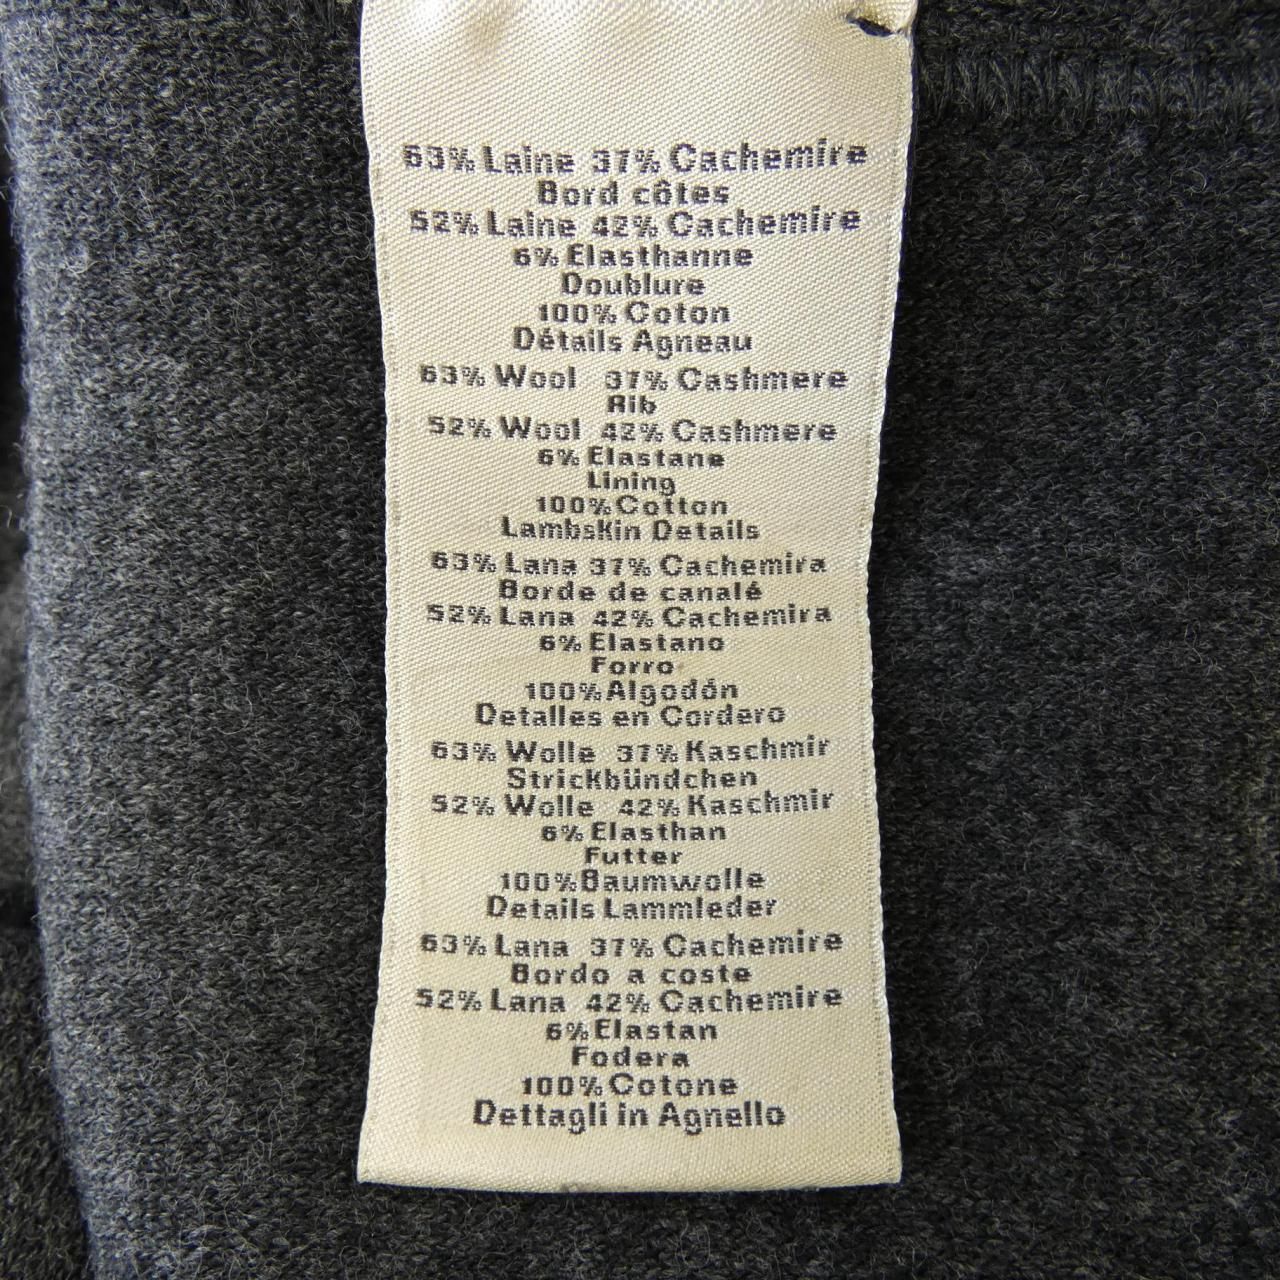 63% Laine 37% Cachemire
Bord côtes
52% Laine 42% Cachemire
6% Elasthanne
Doublure
100% Coton
Détails Agneau
63% Wool 37% Cashmere
Rib
52% Wool 42% Cashmere
6% Elastane
Lining
100% Cotton
Lambskin Details
63% Lana 37% Cachemira
Borde de canalé
52% Lana 42% Cachemira
6% Elastano
Forro
100% Algodón
Detalles en Cordero
63% Wolle 37% Kaschmir
Strickbündchen
52% Wolle 42% Kaschmir
6% Elasthan
Futter
100% Baumwolle
Details Lammleder
63% Lana 37% Cachemire
Bordo a coste
52% Lana 42% Cachemire
6% Elastan
Fodera
100% Cotone
Dettagli in Agnello